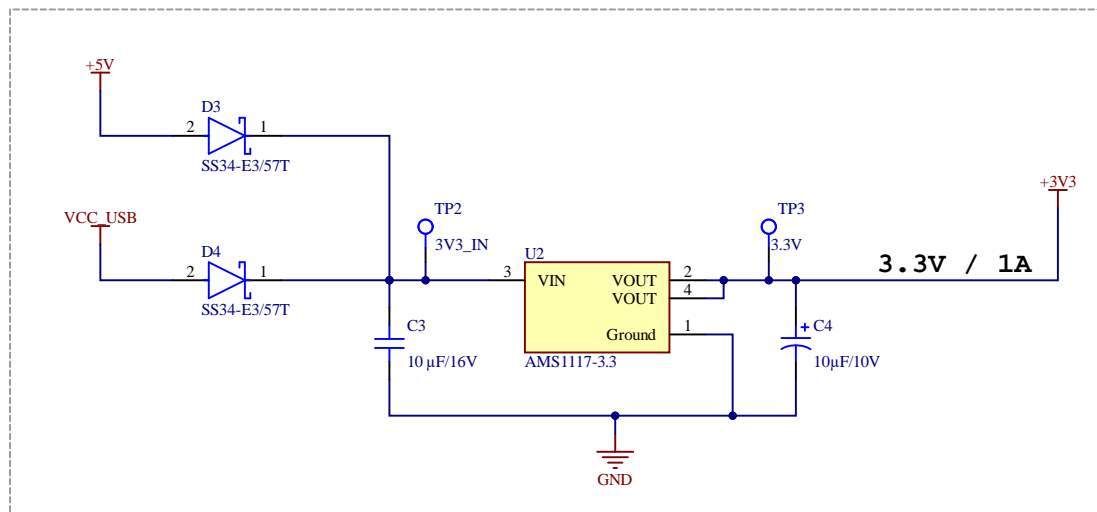 +5V
D3
2
1
SS34-E3/57T
VCC_USB
D4
2
1
SS34-E3/57T
TP2
3V3_IN
C3
10 µF/16V
U2
3
VIN
VOUT
2
VOUT
4
Ground
1
AMS1117-3.3
TP3
3.3V
3.3V / 1A
+3V3
+
C4
10µF/10V
GND